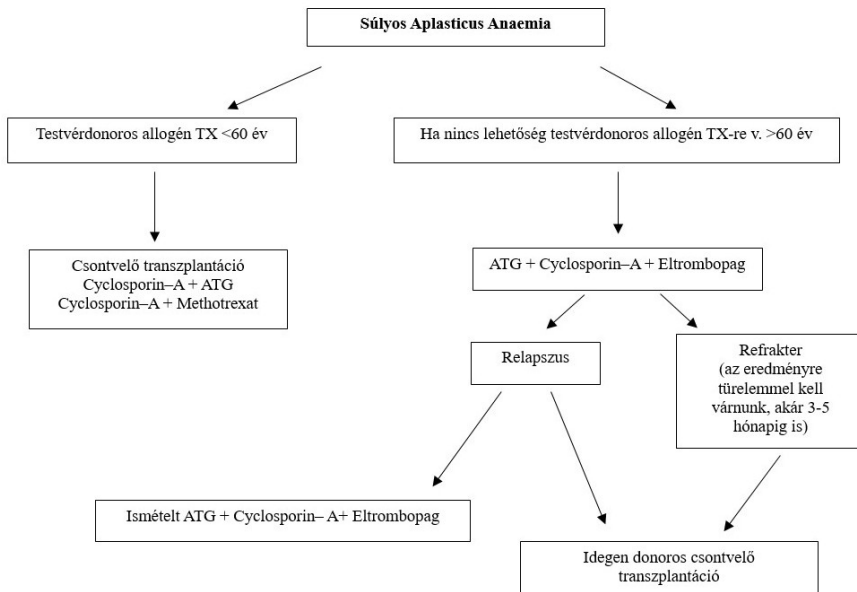 Súlyos Aplasticus Anaemia
Testvérdonoros allogén TX <60 év
Ha nincs lehetőség testvérdonoros allogén TX-re v. >60 év
Csontvelő transzplantáció
Cyclosporin–A + ATG
Cyclosporin–A + Methotrexat
ATG + Cyclosporin–A + Eltrombopag
Relapszus
Refrakter
(az eredményre
türelemmel kell
várnunk, akár 3-5
hónapig is)
Ismételt ATG + Cyclosporin– A+ Eltrombopag
Idegen donoros csontvelő
transzplantáció